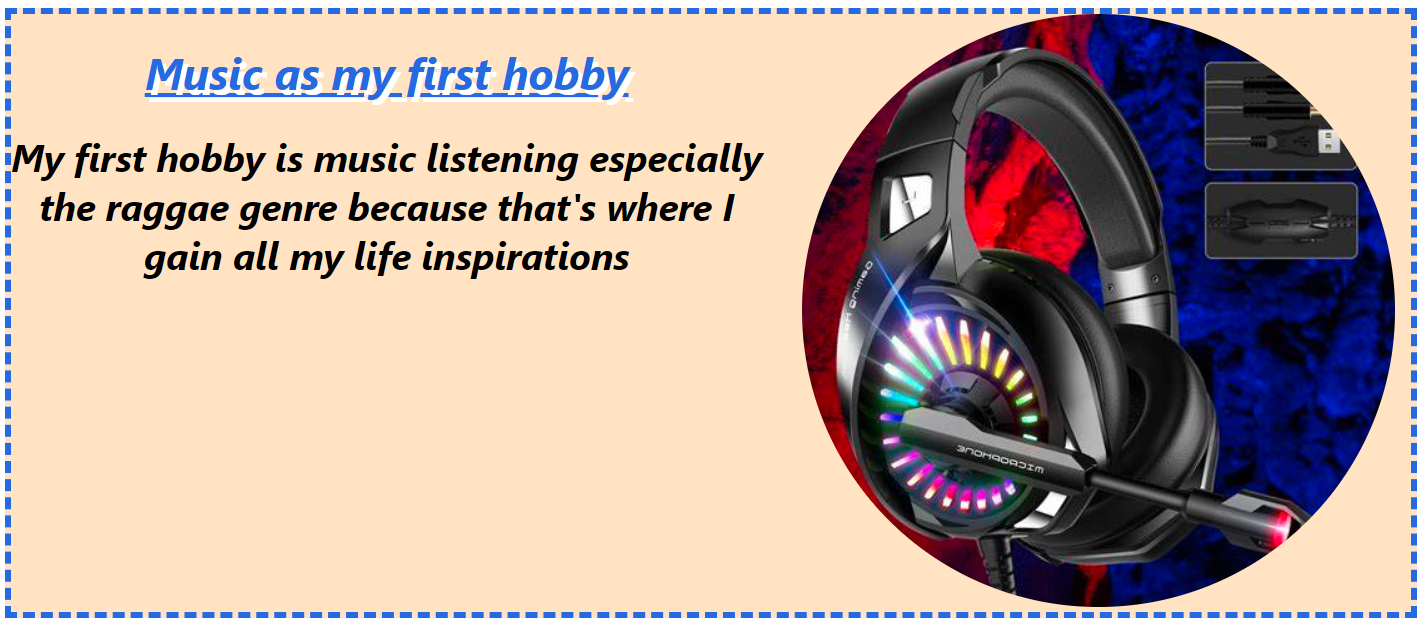 Music as my first hobby
My first hobby is music listening especially
the raggae genre because that's where I
gain all my life inspirations
MICROPHONE